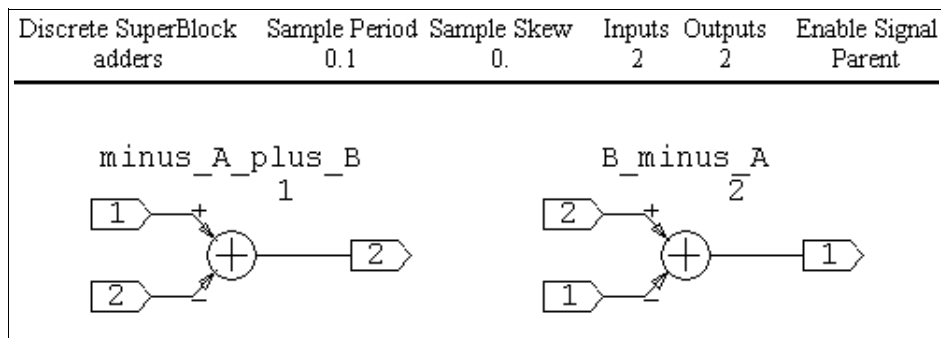 Discrete SuperBlock Sample Period Sample Skew Inputs Outputs Enable Signal
adders 0.1 0. 2 2 Parent
minus_A_plus_B B_minus_A
1 2
1 + 2 +
2 1
2 - 1 -